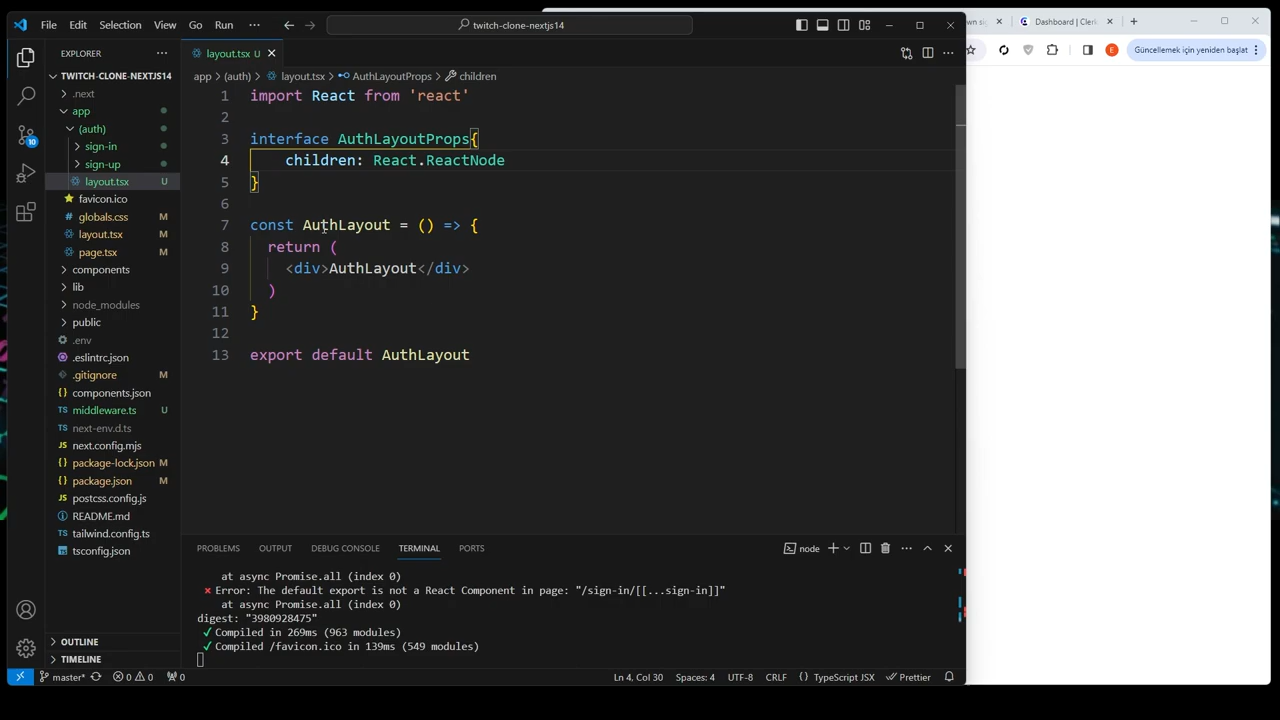 File Edit Selection View Go Run ···
twitch-clone-nextjs14
Dashboard | Cler
Güncellemek için yeniden başlat
E
EXPLORER
layout.tsx U
TWITCH-CLONE-NEXTJS14
app > (auth) > layout.tsx > AuthLayoutProps > children
.next
app
(auth)
sign-in
sign-up
layout.tsx U
favicon.ico
globals.css M
layout.tsx M
page.tsx M
components
lib
node_modules
public
.env
.eslintrc.json
.gitignore M
components.json
middleware.ts U
next-env.d.ts
next.config.mjs
package-lock.json M
package.json M
postcss.config.js
README.md
tailwind.config.ts
tsconfig.json
OUTLINE
TIMELINE
10
1 import React from 'react'
2
3 interface AuthLayoutProps{
4 children: React.ReactNode
5 }
6
7 const AuthLayout = () => {
8 return (
9 <div>AuthLayout</div>
10 )
11 }
12
13 export default AuthLayout
PROBLEMS OUTPUT DEBUG CONSOLE TERMINAL PORTS
node
at async Promise.all (index 0)
× Error: The default export is not a React Component in page: "/sign-in/[[...sign-in]]"
at async Promise.all (index 0)
digest: "3980928475"
✓ Compiled in 269ms (963 modules)
✓ Compiled /favicon.ico in 139ms (549 modules)
master* 0 0 0 Ln 4, Col 30 Spaces: 4 UTF-8 CRLF {} TypeScript JSX Prettier